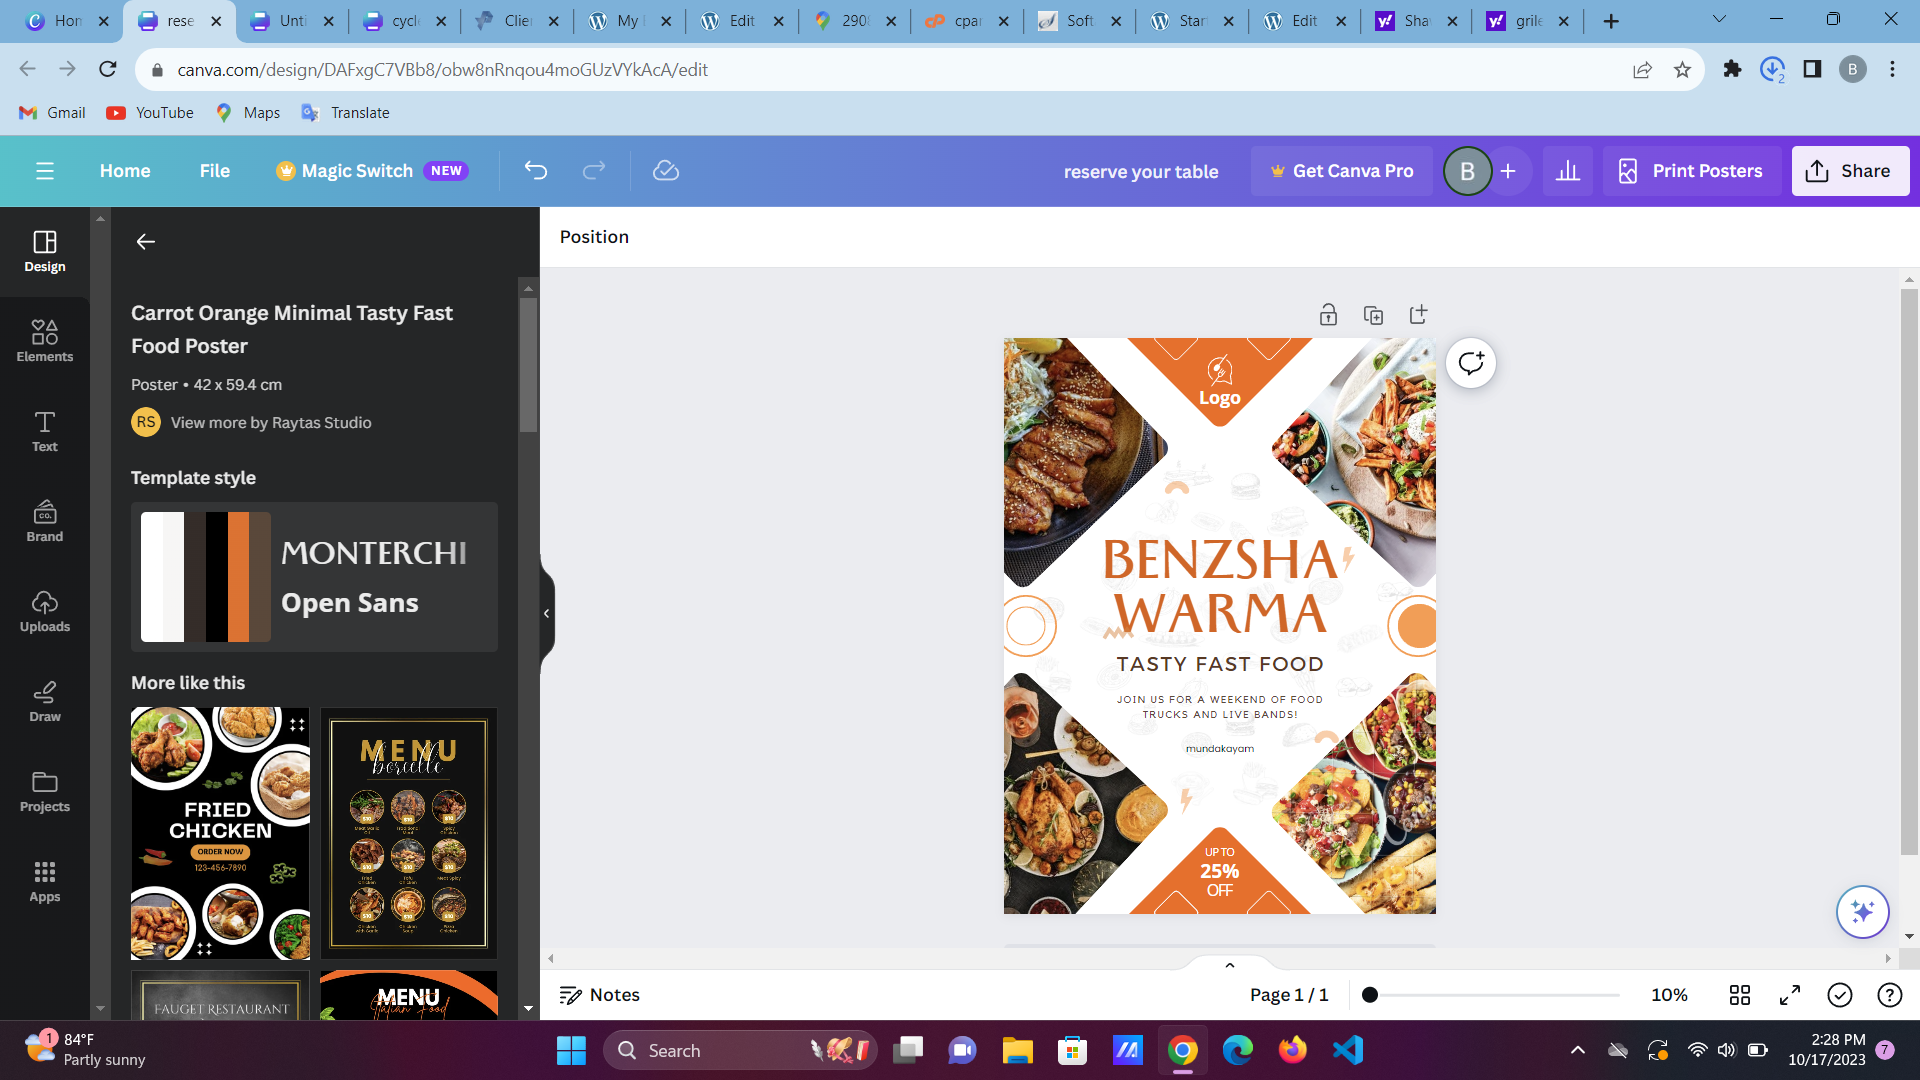 Hon
rese
Unti
cycl
Clie
My
Edit
290
cpar
Soft
Star
Edit
Sha
grile
canva.com/design/DAFxgC7VBb8/obw8nRnqou4moGUzVYkAcA/edit
B
2
Gmail
YouTube
Maps
Translate
Home
File
Magic Switch
NEW
reserve your table
Get Canva Pro
B
Print Posters
Share
Design
Elements
Text
CO.
Brand
Uploads
Draw
Projects
Apps
Carrot Orange Minimal Tasty Fast
Food Poster
Poster • 42 x 59.4 cm
RS
View more by Raytas Studio
Template style
MONTERCHI
Open Sans
More like this
FRIED
CHICKEN
ORDER NOW
123-456-7890
MENU
borcelle
FAUGET RESTAURANT
MENU
Italian Food
Position
Logo
BENZSHA
WARMA
TASTY FAST FOOD
JOIN US FOR A WEEKEND OF FOOD
TRUCKS AND LIVE BANDS!
mundakayam
UP TO
25%
OFF
Notes
Page 1 / 1
10%
1
84°F
Partly sunny
Search
2:28 PM
10/17/2023
7